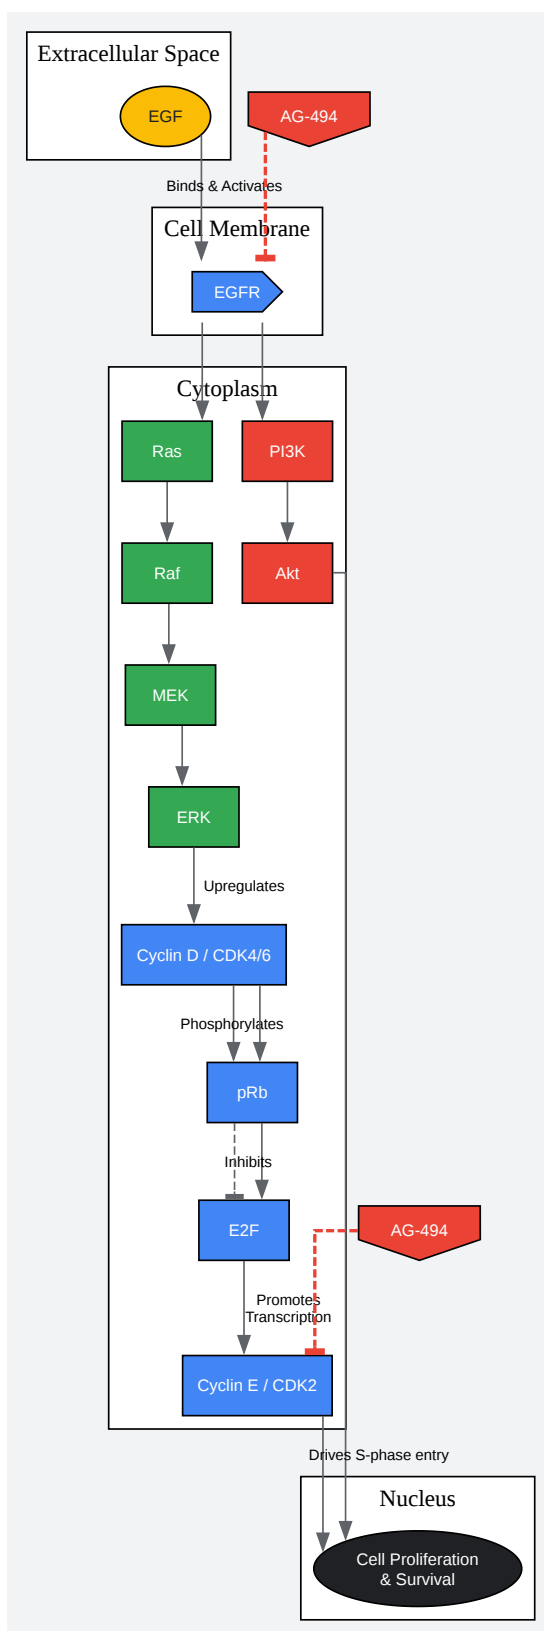 Extracellular Space
EGF
AG-494
Binds & Activates
Cell Membrane
EGFR
Cytoplasm
Ras
PI3K
Raf
Akt
MEK
ERK
Upregulates
Cyclin D / CDK4/6
Phosphorylates
pRb
Inhibits
E2F
AG-494
Promotes
Transcription
Cyclin E / CDK2
Drives S-phase entry
Nucleus
Cell Proliferation
& Survival